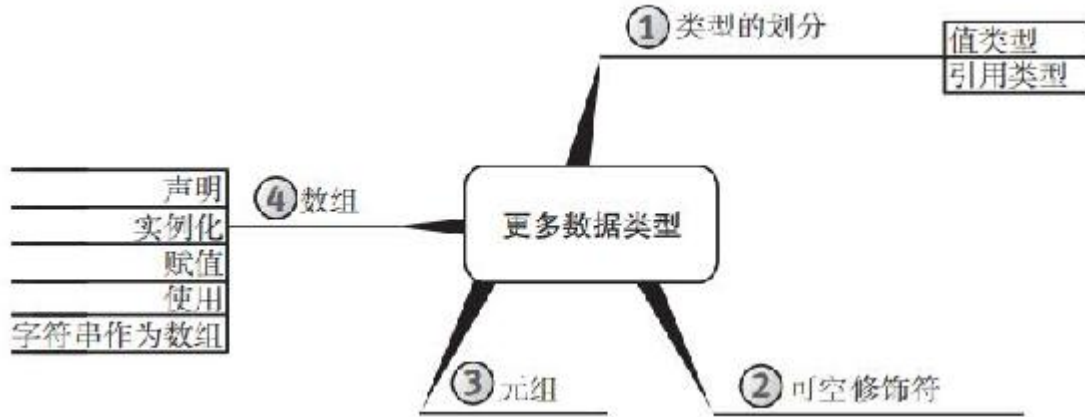 ① 类型的划分
值类型
引用类型
更多数据类型
④ 数组
声明
实例化
赋值
使用
字符串作为数组
③ 元组
② 可空修饰符